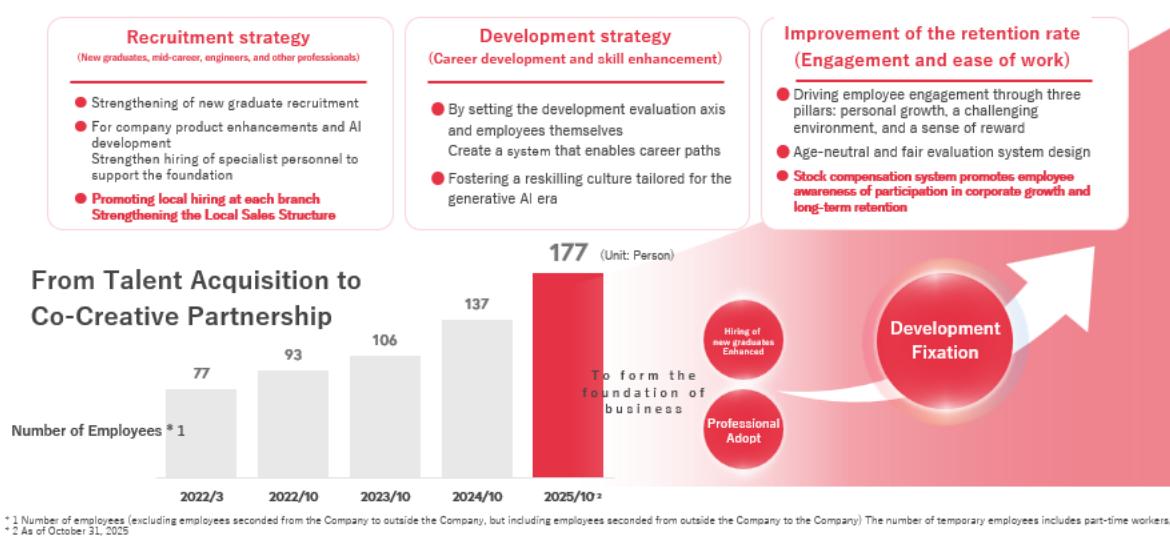 Recruitment strategy
(New graduates, mid-career, engineers, and other professionals)
Strengthening of new graduate recruitment
For company product enhancements and AI
development
Strengthen hiring of specialist personnel to
support the foundation
Promoting local hiring at each branch
Strengthening the Local Sales Structure
Development strategy
(Career development and skill enhancement)
By setting the development evaluation axis
and employees themselves
Create a system that enables career paths
Fostering a reskilling culture tailored for the
generative AI era
Improvement of the retention rate
(Engagement and ease of work)
Driving employee engagement through three
pillars: personal growth, a challenging
environment, and a sense of reward
Age-neutral and fair evaluation system design
Stock compensation system promotes employee
awareness of participation in corporate growth and
long-term retention
From Talent Acquisition to
Co-Creative Partnership
177 (Unit: Person)
137
106
93
77
Number of Employees * 1
2022/3 2022/10 2023/10 2024/10 2025/10*2
To form the
foundation of
business
Hiring of
new graduates
Enhanced
Professional
Adopt
Development
Fixation
* 1 Number of employees (excluding employees seconded from the Company to outside the Company, but including employees seconded from outside the Company to the Company) The number of temporary employees includes part-time workers.
* 2 As of October 31, 2025